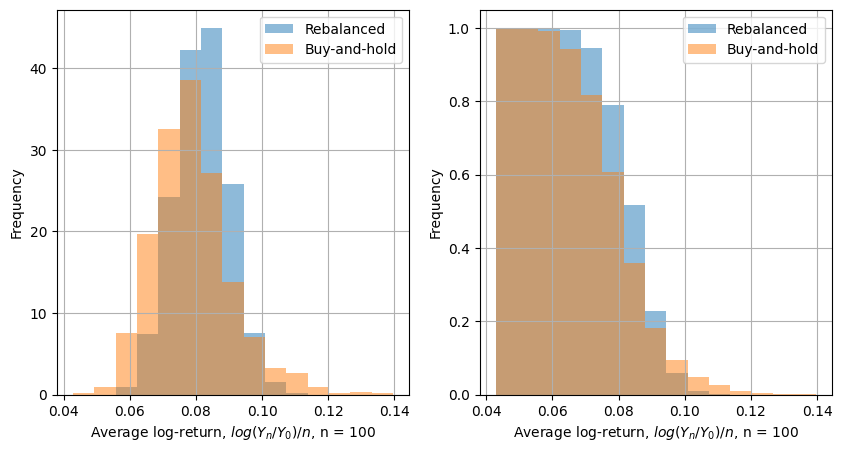 Rebalanced
Buy-and-hold
Frequency
40
30
20
10
0
0.04 0.06 0.08 0.10 0.12 0.14
Average log-return, log(Yn/Y0)/n, n = 100
Rebalanced
Buy-and-hold
Frequency
1.0
0.8
0.6
0.4
0.2
0.0
0.04 0.06 0.08 0.10 0.12 0.14
Average log-return, log(Yn/Y0)/n, n = 100